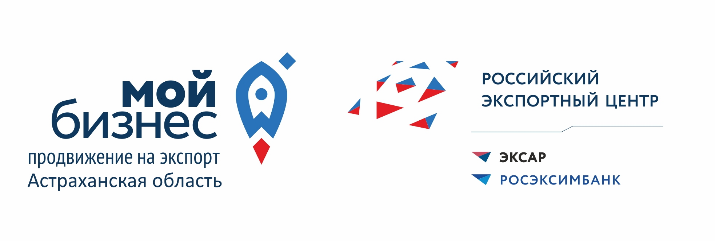 мой
бизнес
продвижение на экспорт
Астраханская область
РОССИЙСКИЙ
ЭКСПОРТНЫЙ ЦЕНТР
ЭКСАР
РОСЭКСИМБАНК